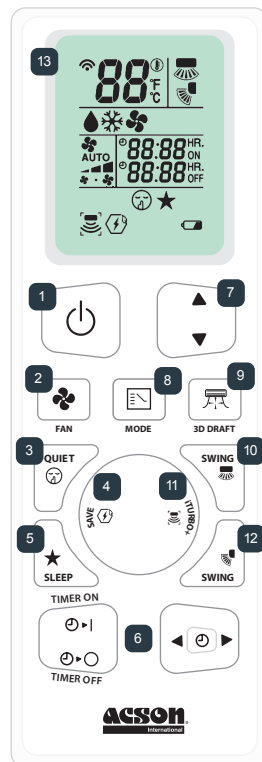 13
88 °F °C
AUTO 88:88 HR. ON
88:88 HR. OFF
1
7
2
8
9
FAN
MODE
3D DRAFT
3
QUIET
SWING
10
4
SAVE
11
iTURBO+
5
SLEEP
12
SWING
TIMER ON
6
TIMER OFF
acson
International